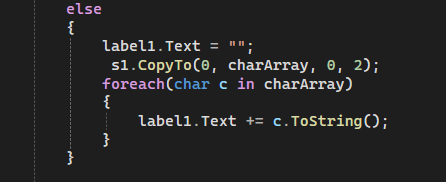 else
{
label1.Text = "";
s1.CopyTo(0, charArray, 0, 2);
foreach(char c in charArray)
{
label1.Text += c.ToString();
}
}